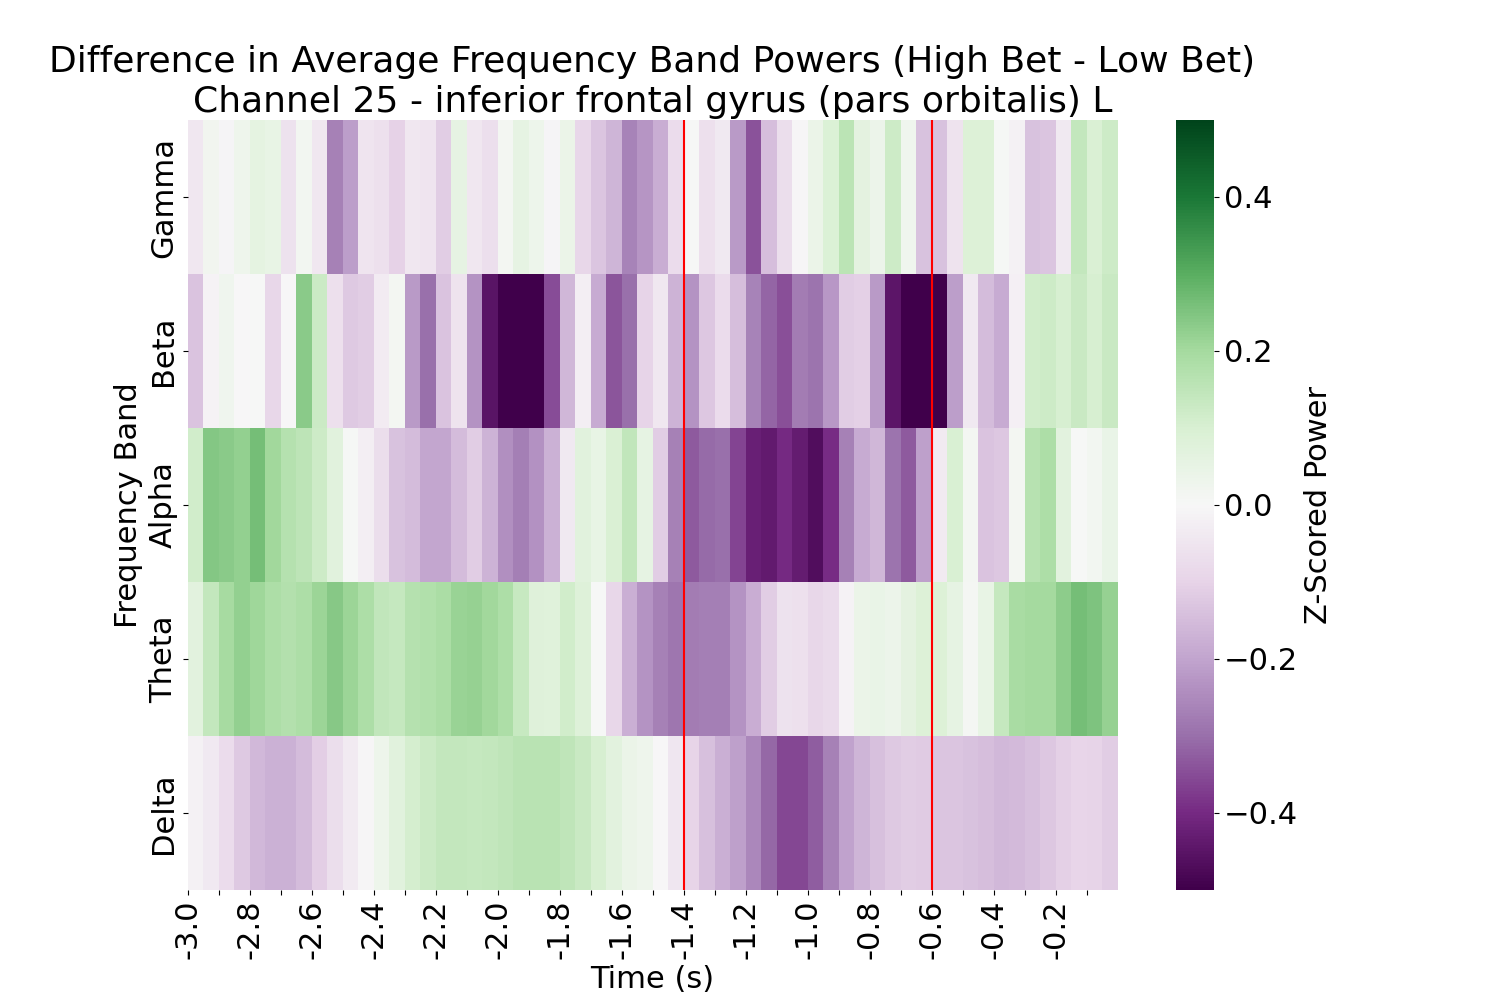 Difference in Average Frequency Band Powers (High Bet - Low Bet)
Channel 25 - inferior frontal gyrus (pars orbitalis) L
Frequency Band
Gamma
Beta
Alpha
Theta
Delta
-3.0
-2.8
-2.6
-2.4
-2.2
-2.0
-1.8
-1.6
-1.4
-1.2
-1.0
-0.8
-0.6
-0.4
-0.2
Time (s)
0.4
0.2
0.0
−0.2
−0.4
Z-Scored Power